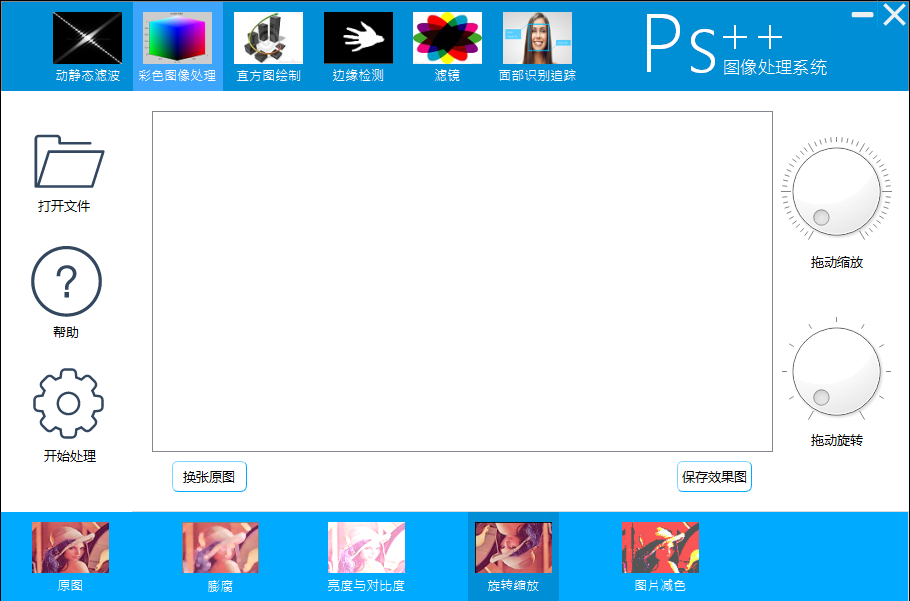 动静态滤波
彩色图像处理
直方图绘制
边缘检测
滤镜
面部识别追踪
Ps++
图像处理系统
打开文件
帮助
开始处理
拖动缩放
拖动旋转
换张原图
保存效果图
原图
膨腐
亮度与对比度
旋转缩放
图片减色